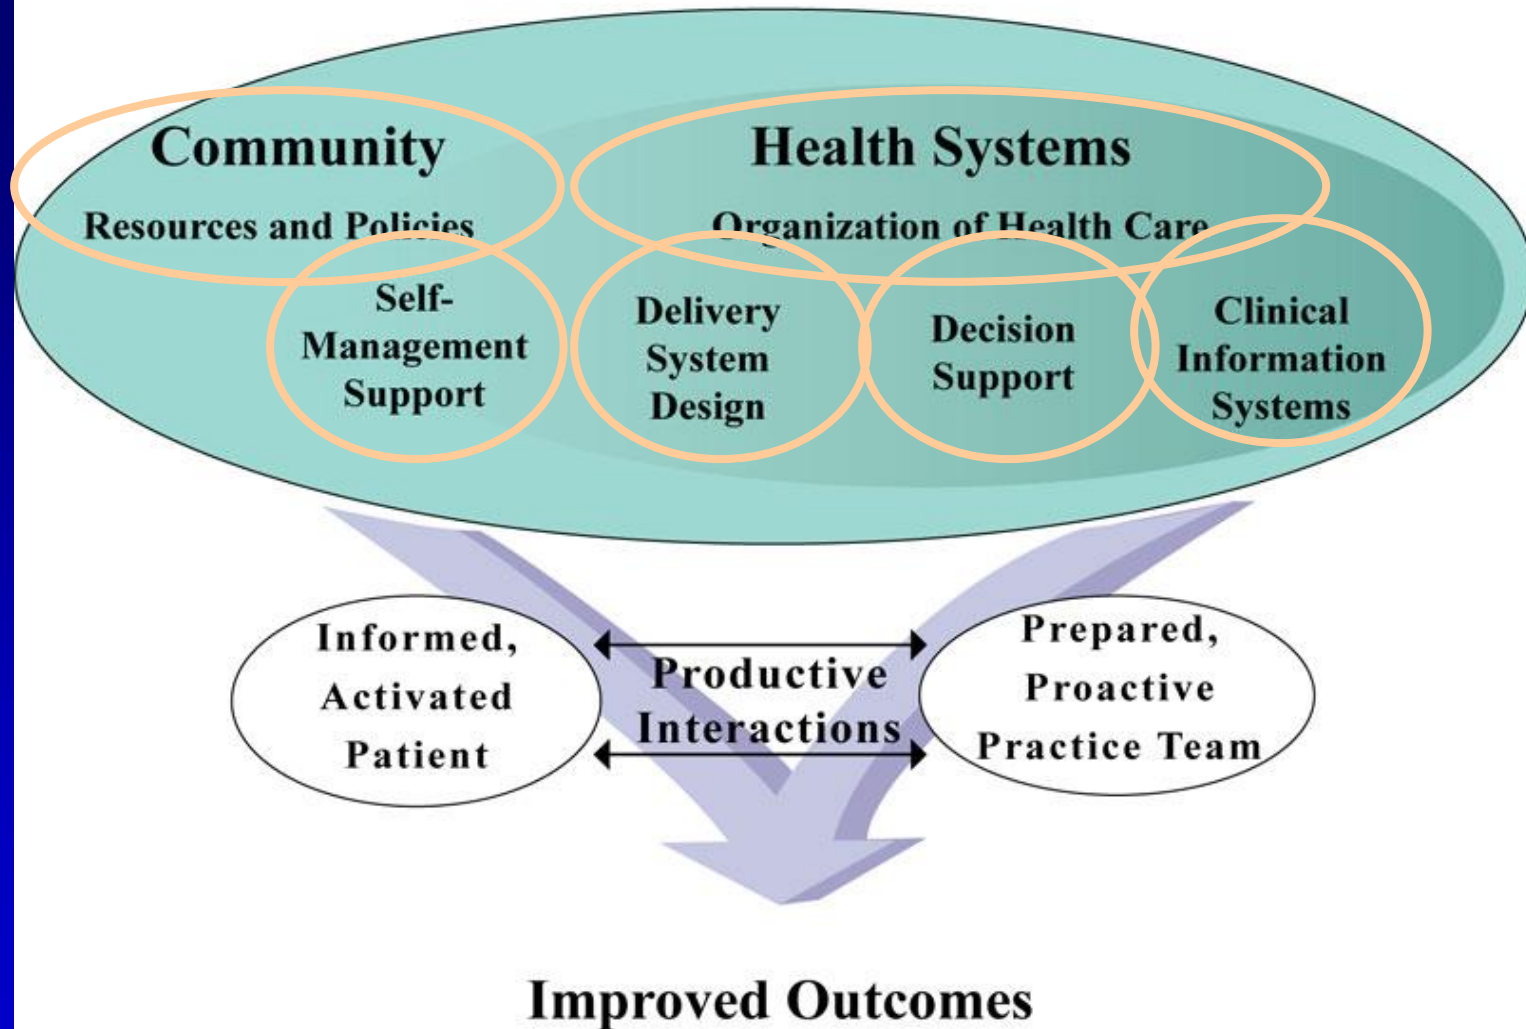 Community
Resources and Policies
Health Systems
Organization of Health Care
Self-
Management
Support
Delivery
System
Design
Decision
Support
Clinical
Information
Systems
Informed,
Activated
Patient
Productive
Interactions
Prepared,
Proactive
Practice Team
Improved Outcomes